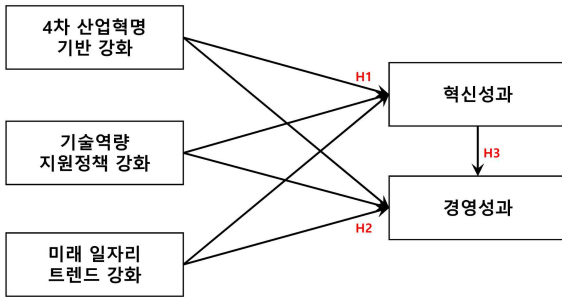 4차 산업혁명
기반 강화
기술역량
지원정책 강화
미래 일자리
트렌드 강화
H1
혁신성과
H3
경영성과
H2